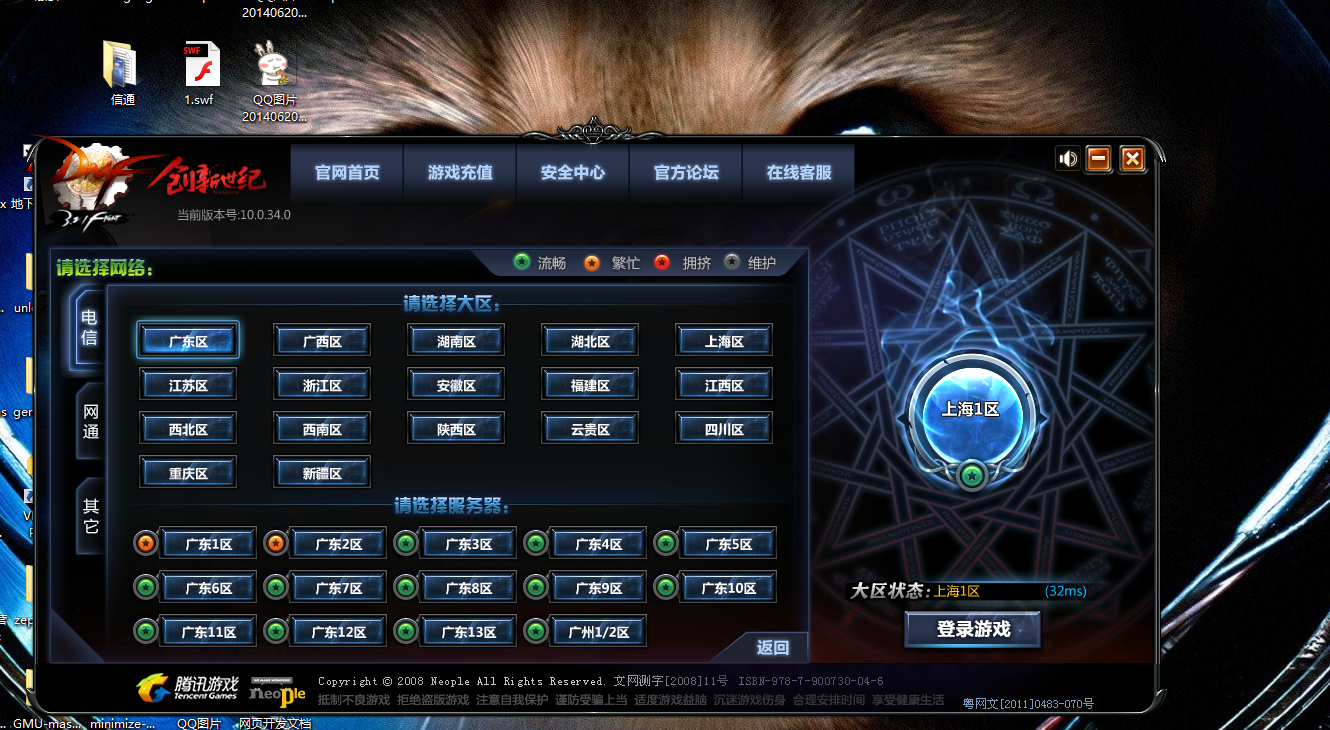 20140620...
信通
1.swf
SWF
QQ图片
20140620...
创新世纪
当前版本号:10.0.34.0
官网首页
游戏充值
安全中心
官方论坛
在线客服
请选择网络:
流畅
繁忙
拥挤
维护
电信
网通
其它
请选择大区:
广东区
广西区
湖南区
湖北区
上海区
江苏区
浙江区
安徽区
福建区
江西区
西北区
西南区
陕西区
云贵区
四川区
重庆区
新疆区
请选择服务器:
广东1区
广东2区
广东3区
广东4区
广东5区
广东6区
广东7区
广东8区
广东9区
广东10区
广东11区
广东12区
广东13区
广州1/2区
返回
上海1区
大区状态:上海1区 (32ms)
登录游戏
腾讯游戏
Tencent Games
neople
Copyright © 2008 Neople All Rights Reserved. 文网测字[2008]11号 ISBN-978-7-900730-04-6
抵制不良游戏 拒绝盗版游戏 注意自我保护 谨防受骗上当 适度游戏益脑 沉迷游戏伤身 合理安排时间 享受健康生活
粤网文[2011]0483-070号
GMU-mas...
minimize-...
QQ图片
网页开发文档